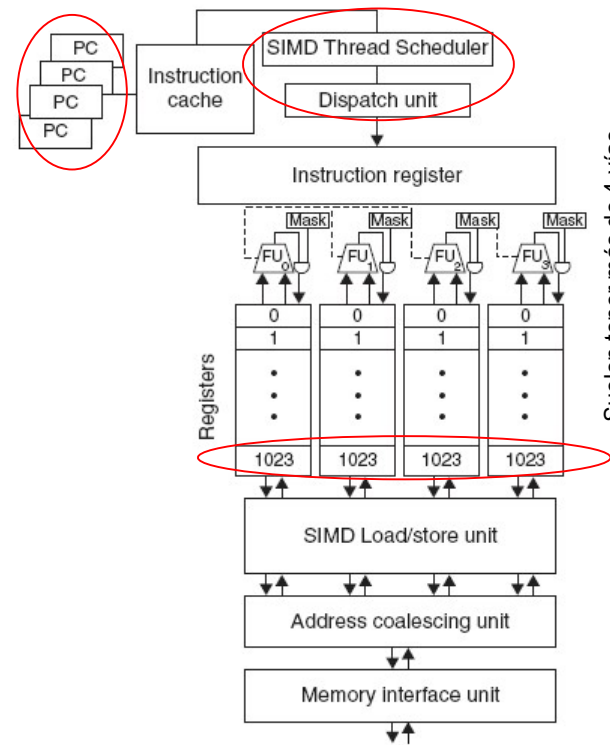 PC
PC
PC
PC
Instruction cache
SIMD Thread Scheduler
Dispatch unit
Instruction register
Mask Mask Mask Mask
FU0 FU1 FU2 FU3
Registers
0 0 0 0
1 1 1 1
1023 1023 1023 1023
SIMD Load/store unit
Address coalescing unit
Memory interface unit